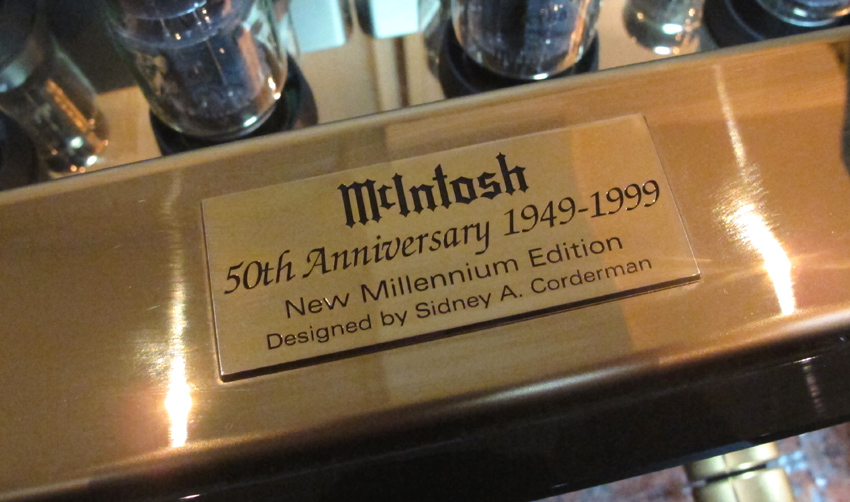 McIntosh
50th Anniversary 1949-1999
New Millennium Edition
Designed by Sidney A. Corderman